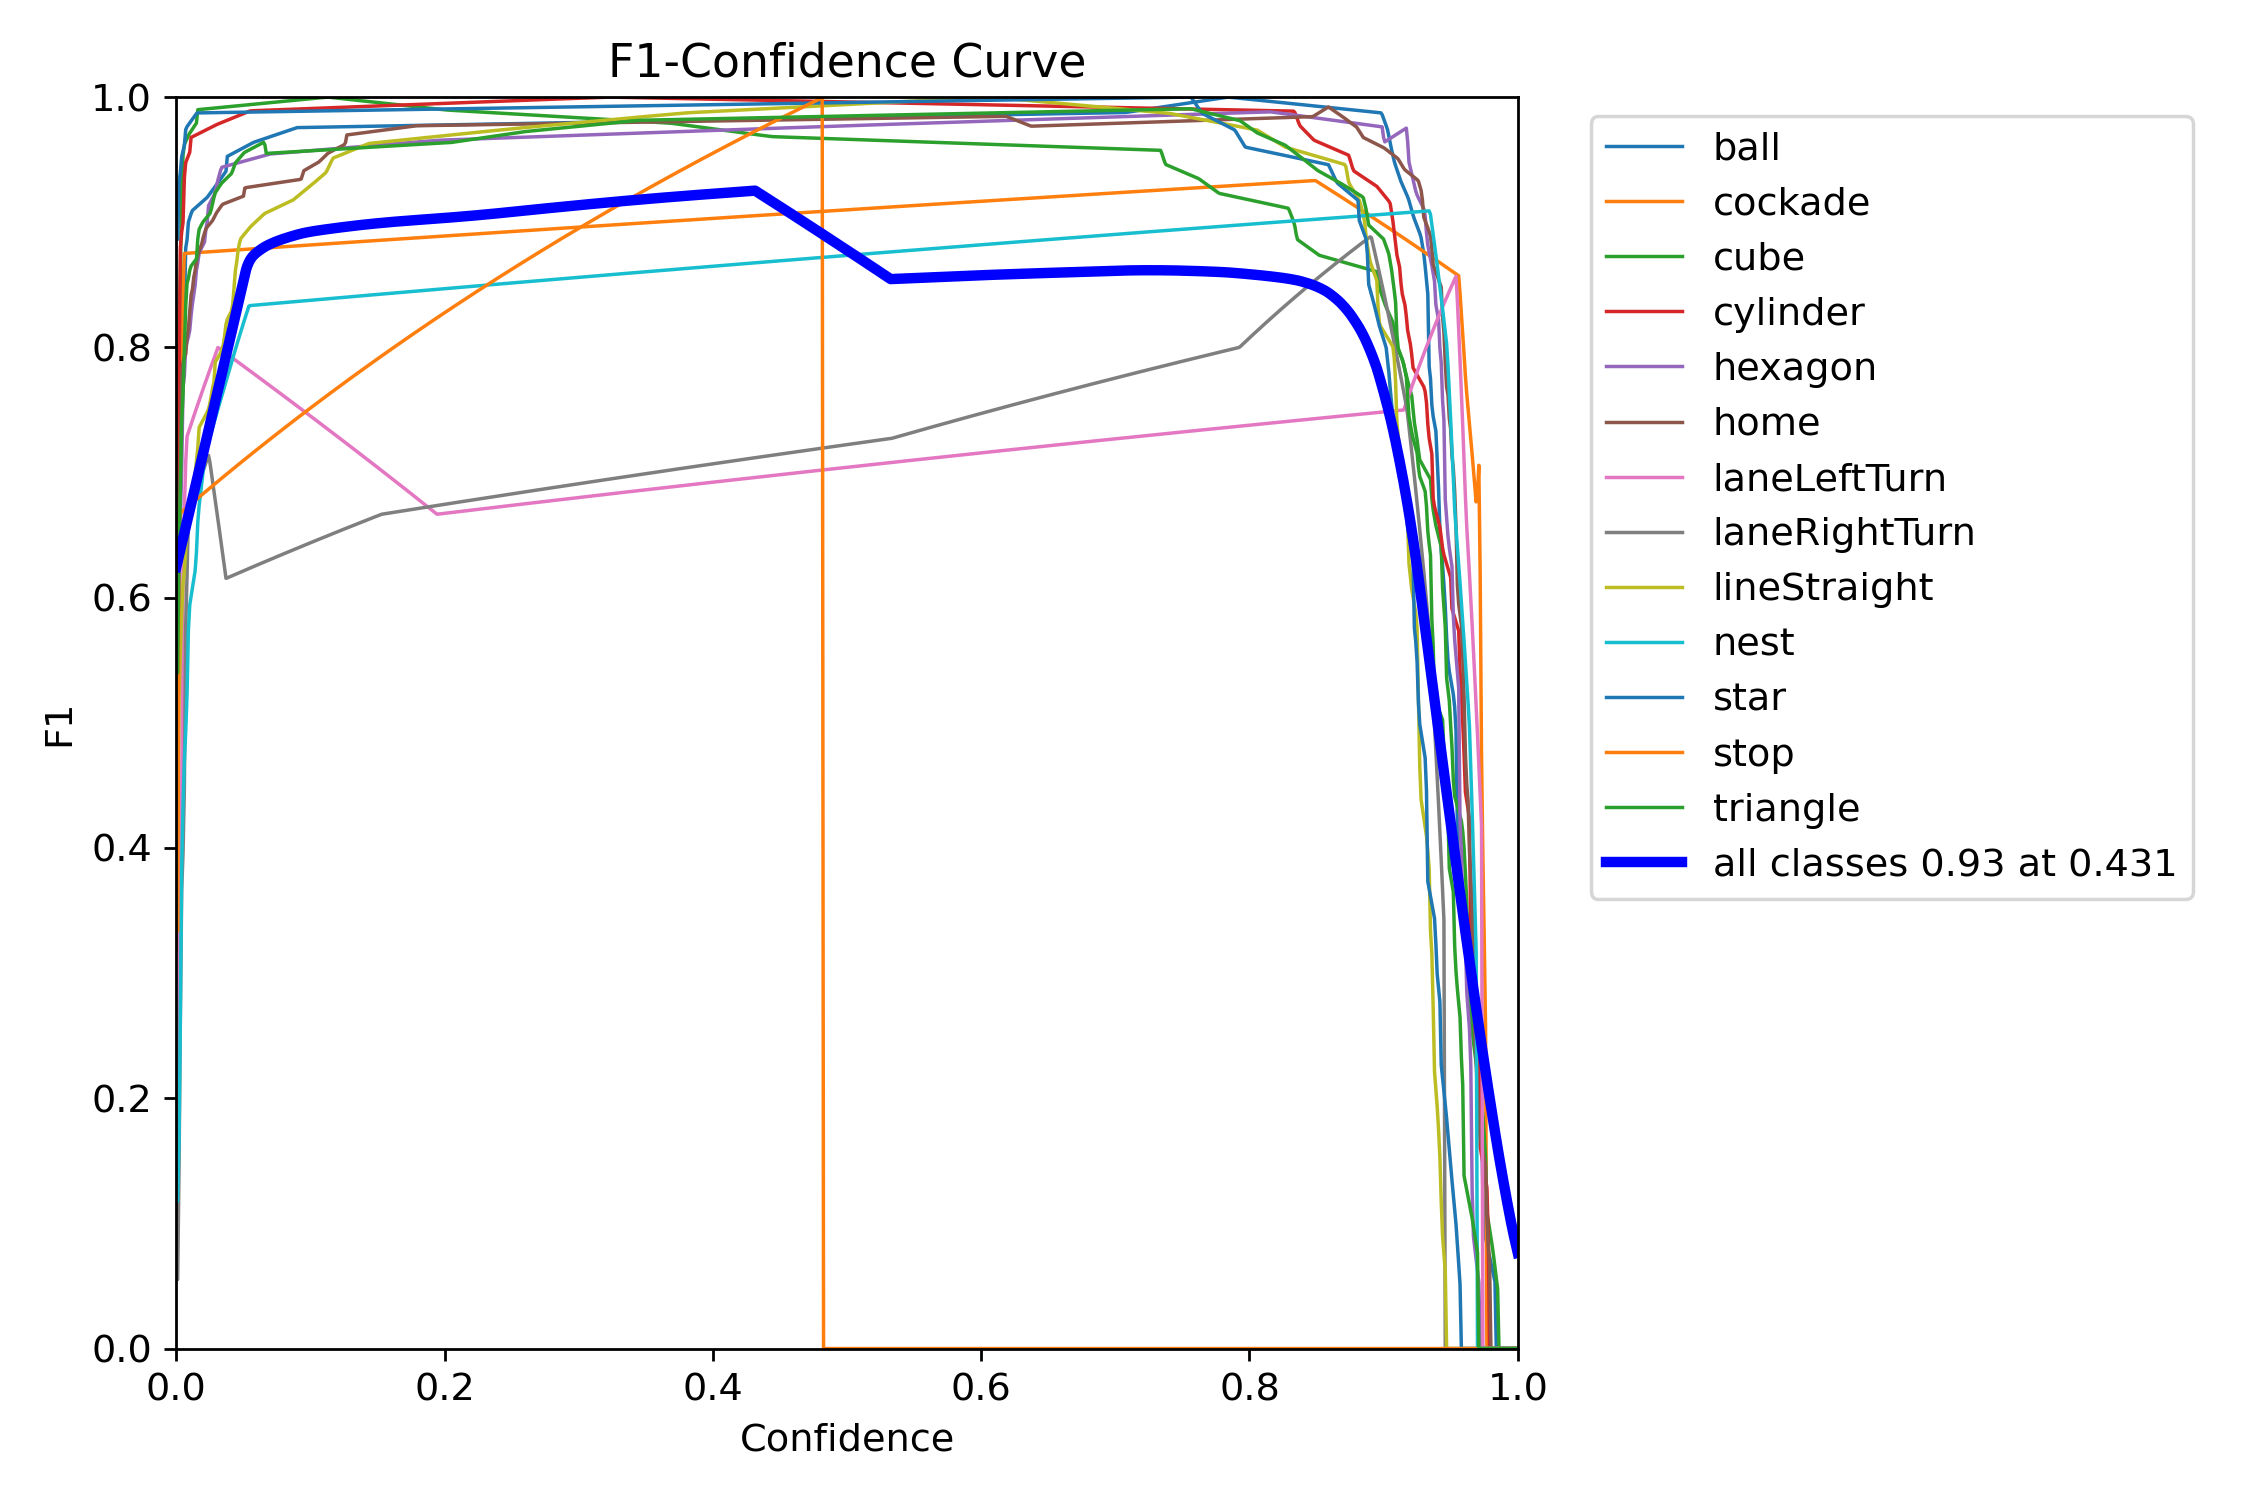 F1-Confidence Curve
1.0
0.8
0.6
0.4
0.2
0.0
F1
0.0 0.2 0.4 0.6 0.8 1.0
Confidence
ball
cockade
cube
cylinder
hexagon
home
laneLeftTurn
laneRightTurn
lineStraight
nest
star
stop
triangle
all classes 0.93 at 0.431